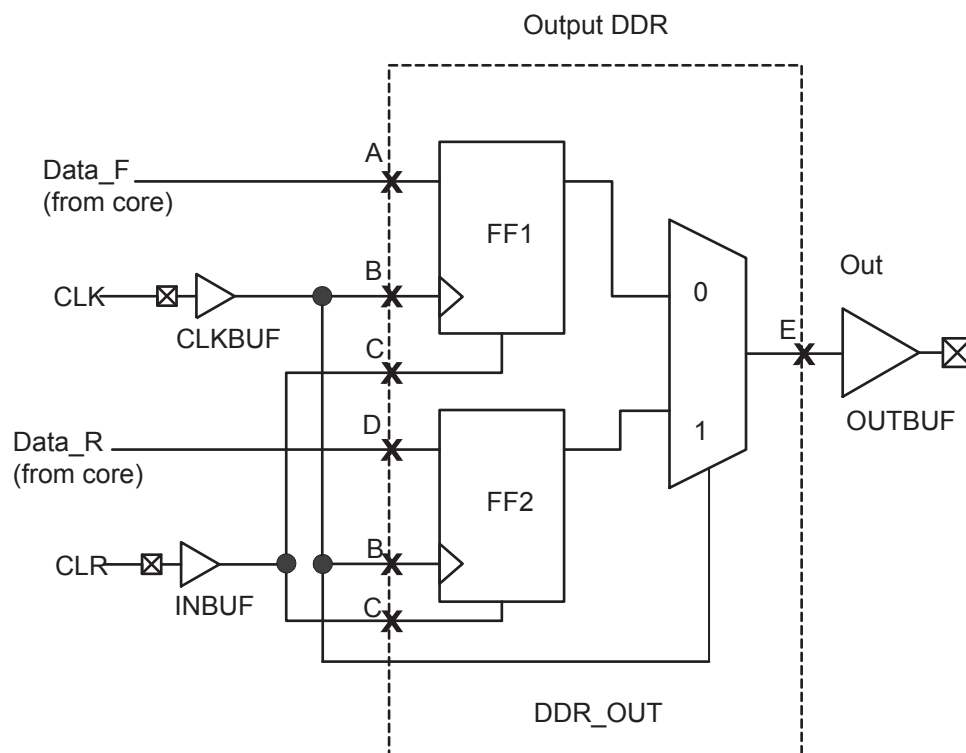 Output DDR
A
Data_F
(from core)
FF1
B
CLK
CLKBUF
0
Out
E
C
OUTBUF
D
Data_R
(from core)
1
FF2
B
CLR
INBUF
C
DDR_OUT